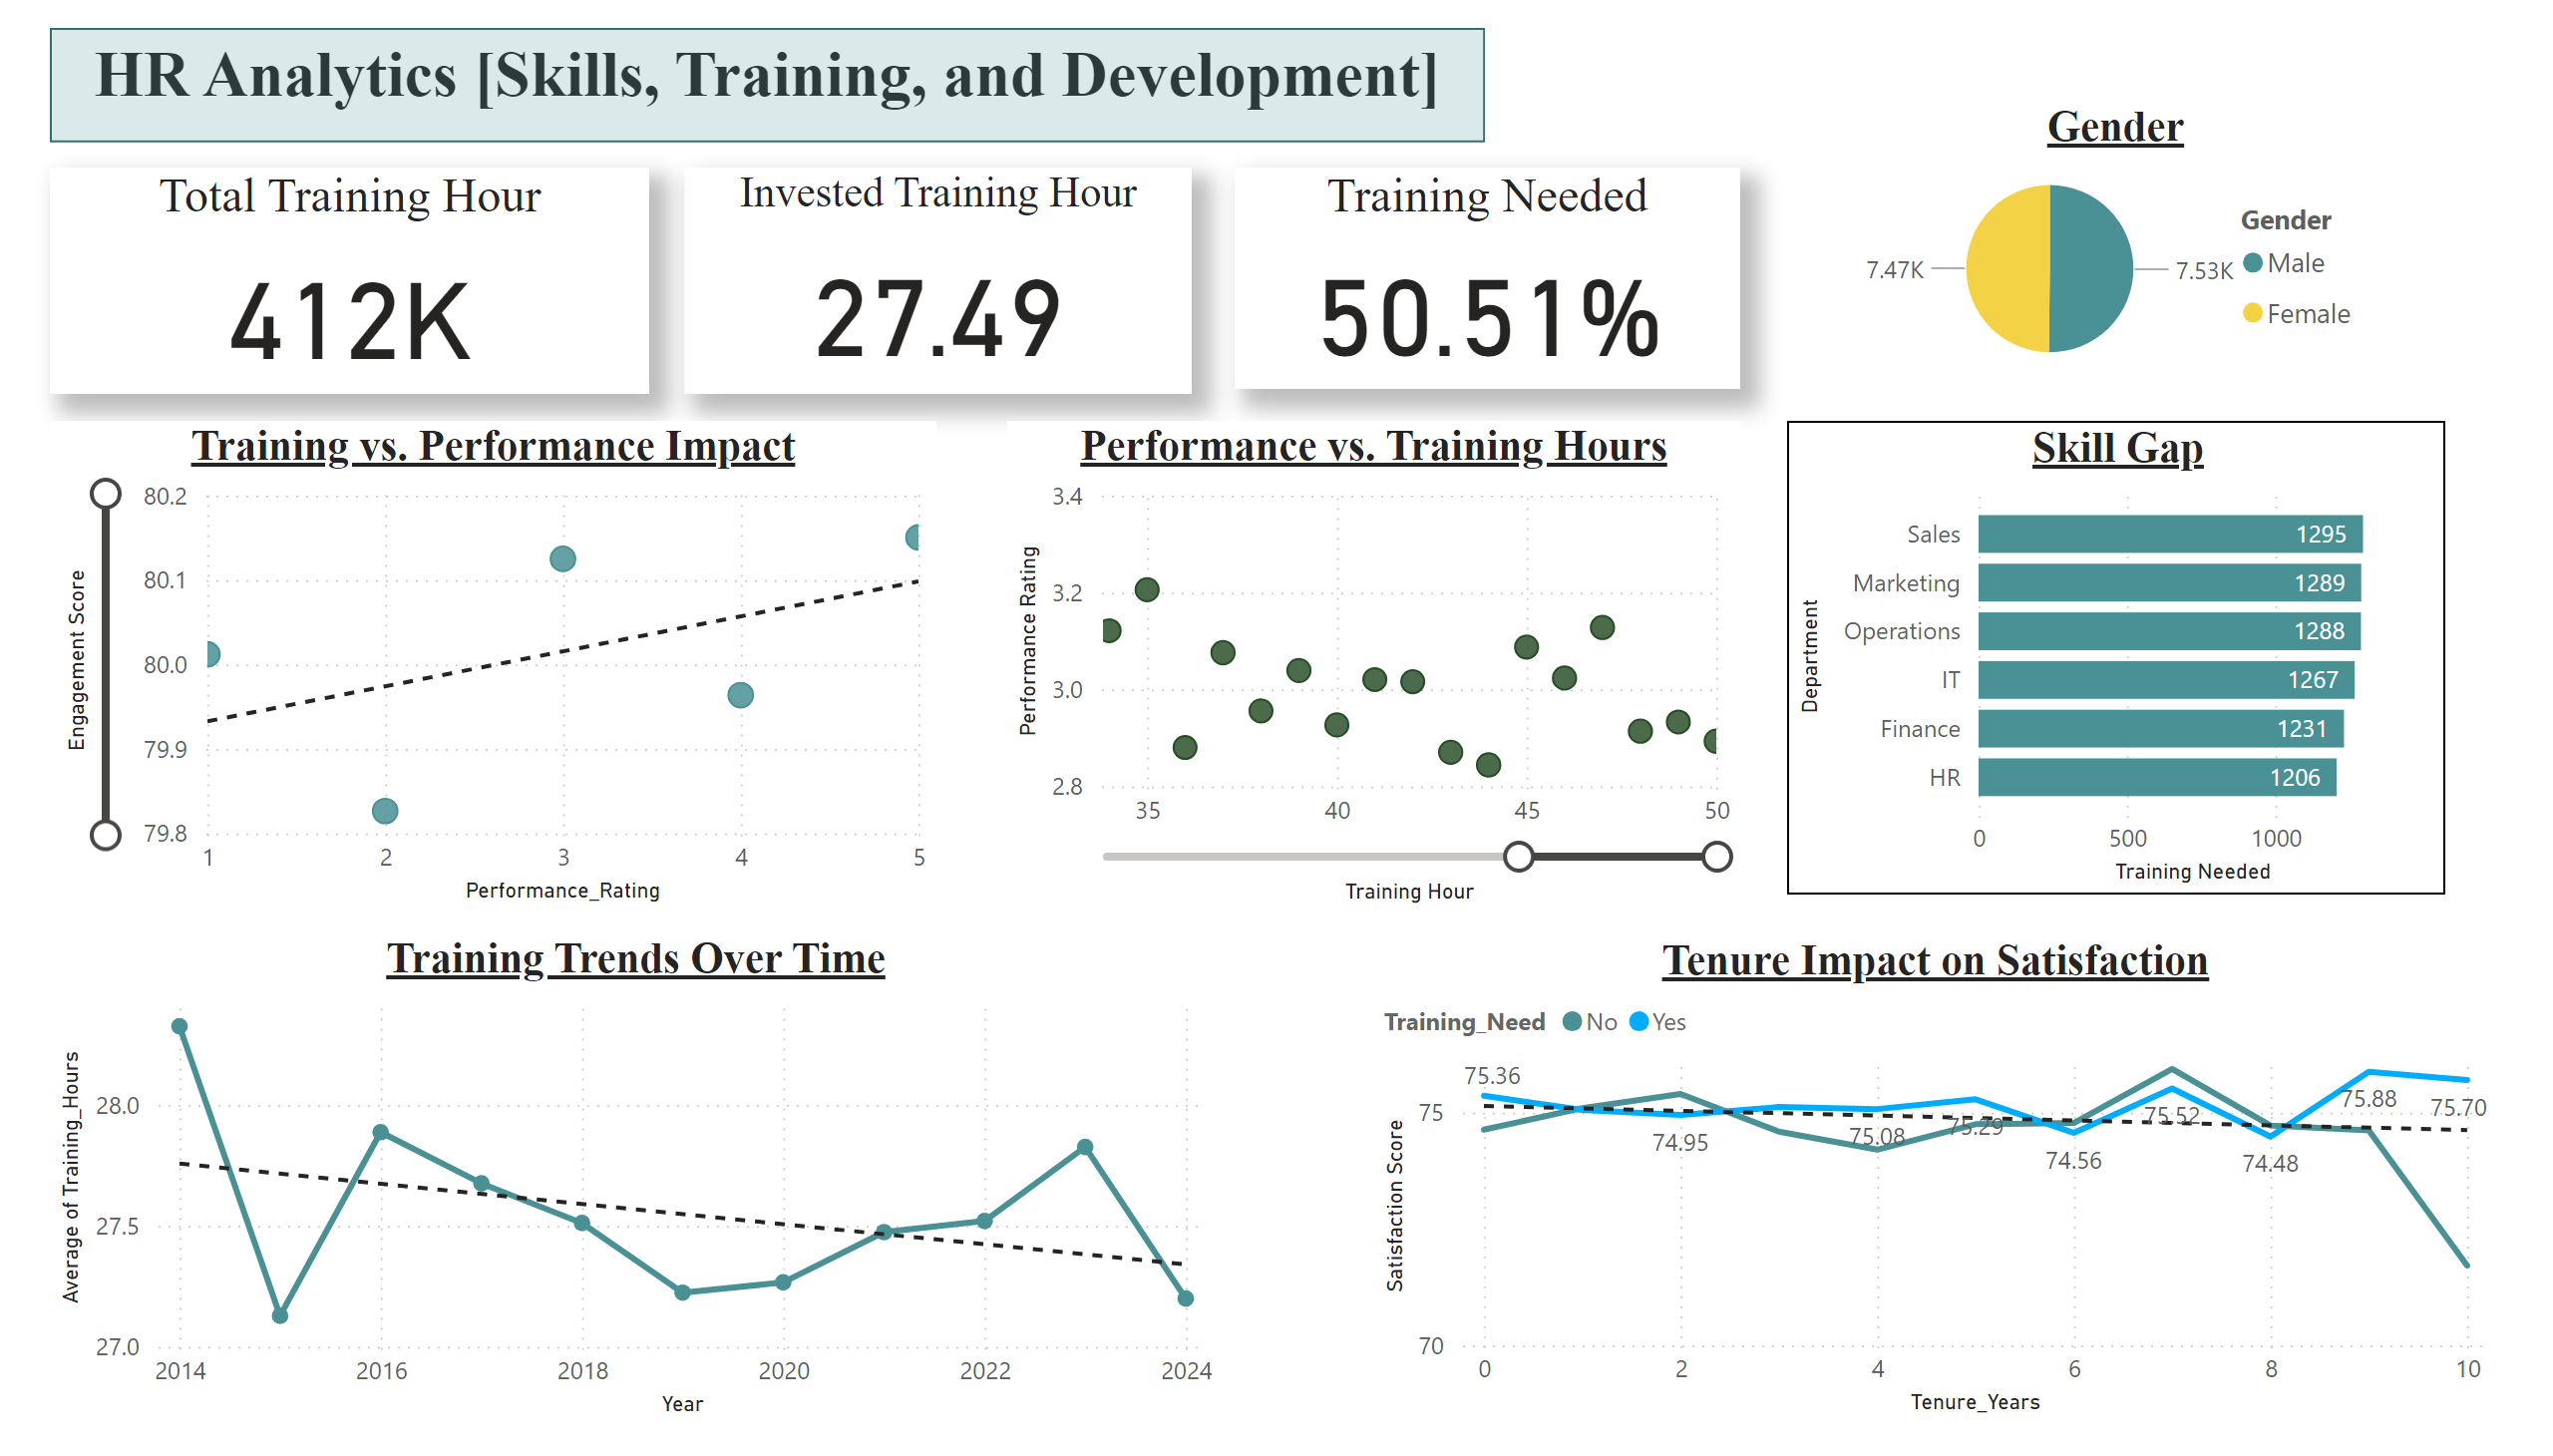 HR Analytics [Skills, Training, and Development]
Total Training Hour
412K
Invested Training Hour
27.49
Training Needed
50.51%
Gender
7.47K
7.53K
Gender
Male
Female
Training vs. Performance Impact
Engagement Score
80.2
80.1
80.0
79.9
79.8
1 2 3 4 5
Performance_Rating
Performance vs. Training Hours
Performance Rating
3.4
3.2
3.0
2.8
35 40 45 50
Training Hour
Skill Gap
Department
Sales 1295
Marketing 1289
Operations 1288
IT 1267
Finance 1231
HR 1206
0 500 1000
Training Needed
Training Trends Over Time
Average of Training_Hours
28.0
27.5
27.0
2014 2016 2018 2020 2022 2024
Year
Tenure Impact on Satisfaction
Training_Need No Yes
Satisfaction Score
75
70
75.36
74.95
75.08
75.29
74.56
75.52
74.48
75.88
75.70
0 2 4 6 8 10
Tenure_Years